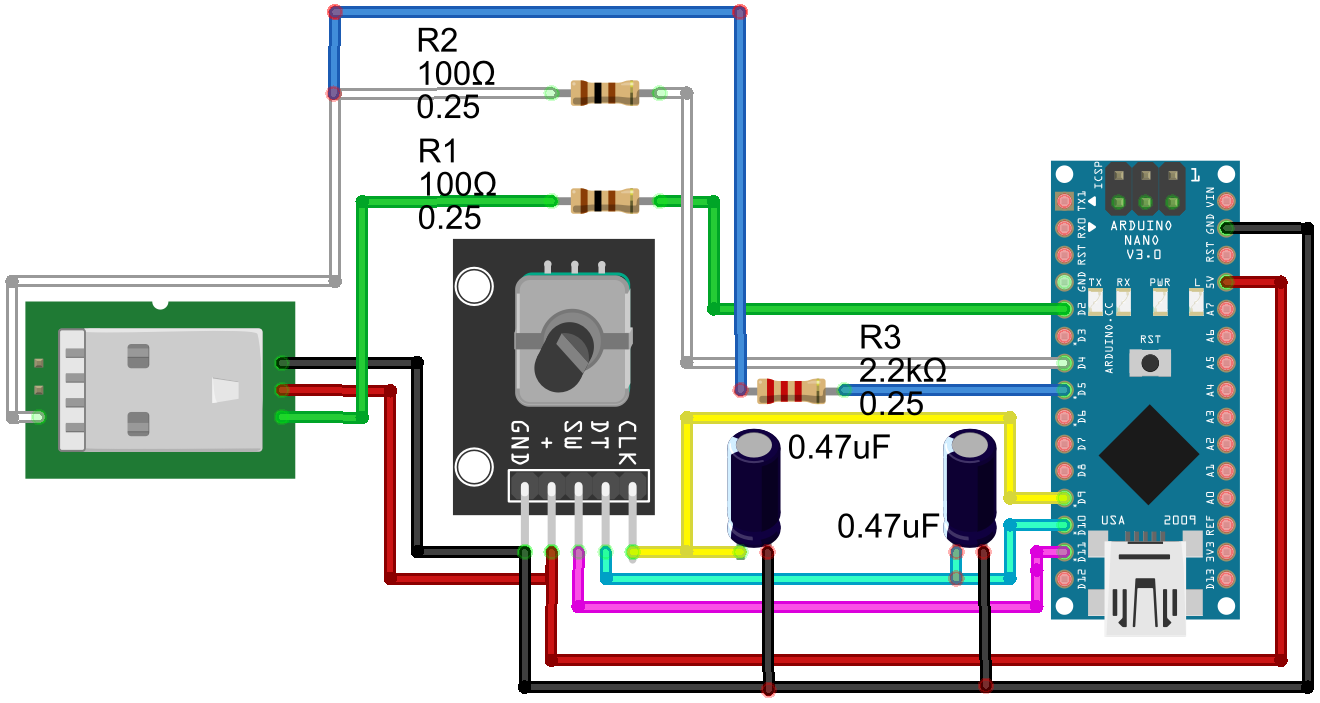 R2
100Ω
0.25
R1
100Ω
0.25
GND
+
SW
DT
CLK
R3
2.2kΩ
0.25
0.47uF
0.47uF
ICSP
1
ARDUINO
NANO
V3.0
TX
RX
PWR
L
ARDUINO.CC
RST
USA
2009
TX1
RX0
RST
GND
D2
D3
D4
D5
D6
D7
D8
D9
D10
D11
D12
VIN
GND
RST
5V
A7
A6
A5
A4
A3
A2
A1
A0
REF
3V3
D13